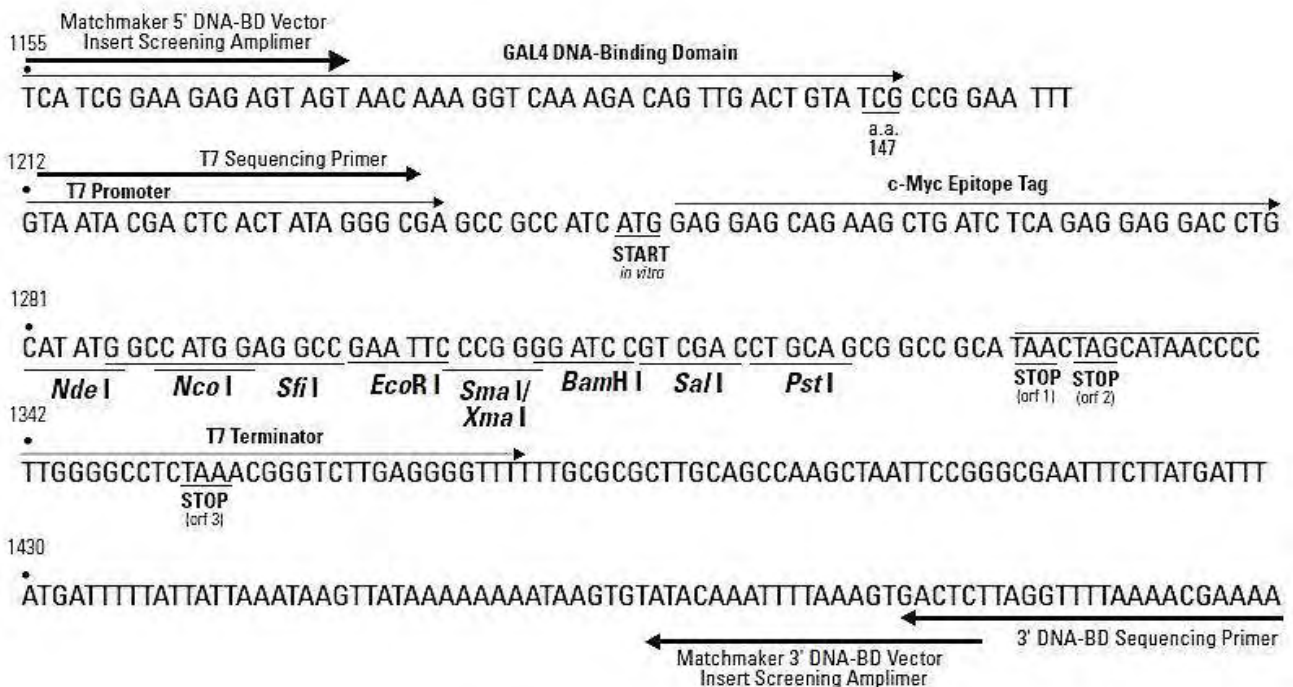 Matchmaker 5' DNA-BD Vector
Insert Screening Amplimer
1155
GAL4 DNA-Binding Domain
TCA TCG GAA GAG AGT AGT AAC AAA GGT CAA AGA CAG TTG ACT GTA TCG CCG GAA TTT
a.a.
147
T7 Sequencing Primer
1212
T7 Promoter
c-Myc Epitope Tag
GTA ATA CGA CTC ACT ATA GGG CGA GCC GCC ATC ATG GAG GAG CAG AAG CTG ATC TCA GAG GAG GAC CTG
START
in vitro
1281
CAT ATG GCC ATG GAG GCC GAA TTC CCG GGG ATC CGT CGA CCT GCA GCG GCC GCA TAACTAGCATAACCCC
Nde I Nco I Sfi I EcoR I Sma I/ BamH I Sal I Pst I
Xma I
STOP STOP
(orf 1) (orf 2)
1342
T7 Terminator
TTGGGGCCTCTAAACGGGTCTTGAGGGGTTTTTTGCGCGCTTGCAGCCAAGCTAATTCCGGGCGAATTTCTTATGATTT
STOP
(orf 3)
1430
ATGATTTTTATTATTAAATAAGTTATAAAAAAAATAAGTGTATACAAATTTTAAAGTGACTCTTAGGTTTTAAAACGAAAA
3' DNA-BD Sequencing Primer
Matchmaker 3' DNA-BD Vector
Insert Screening Amplimer